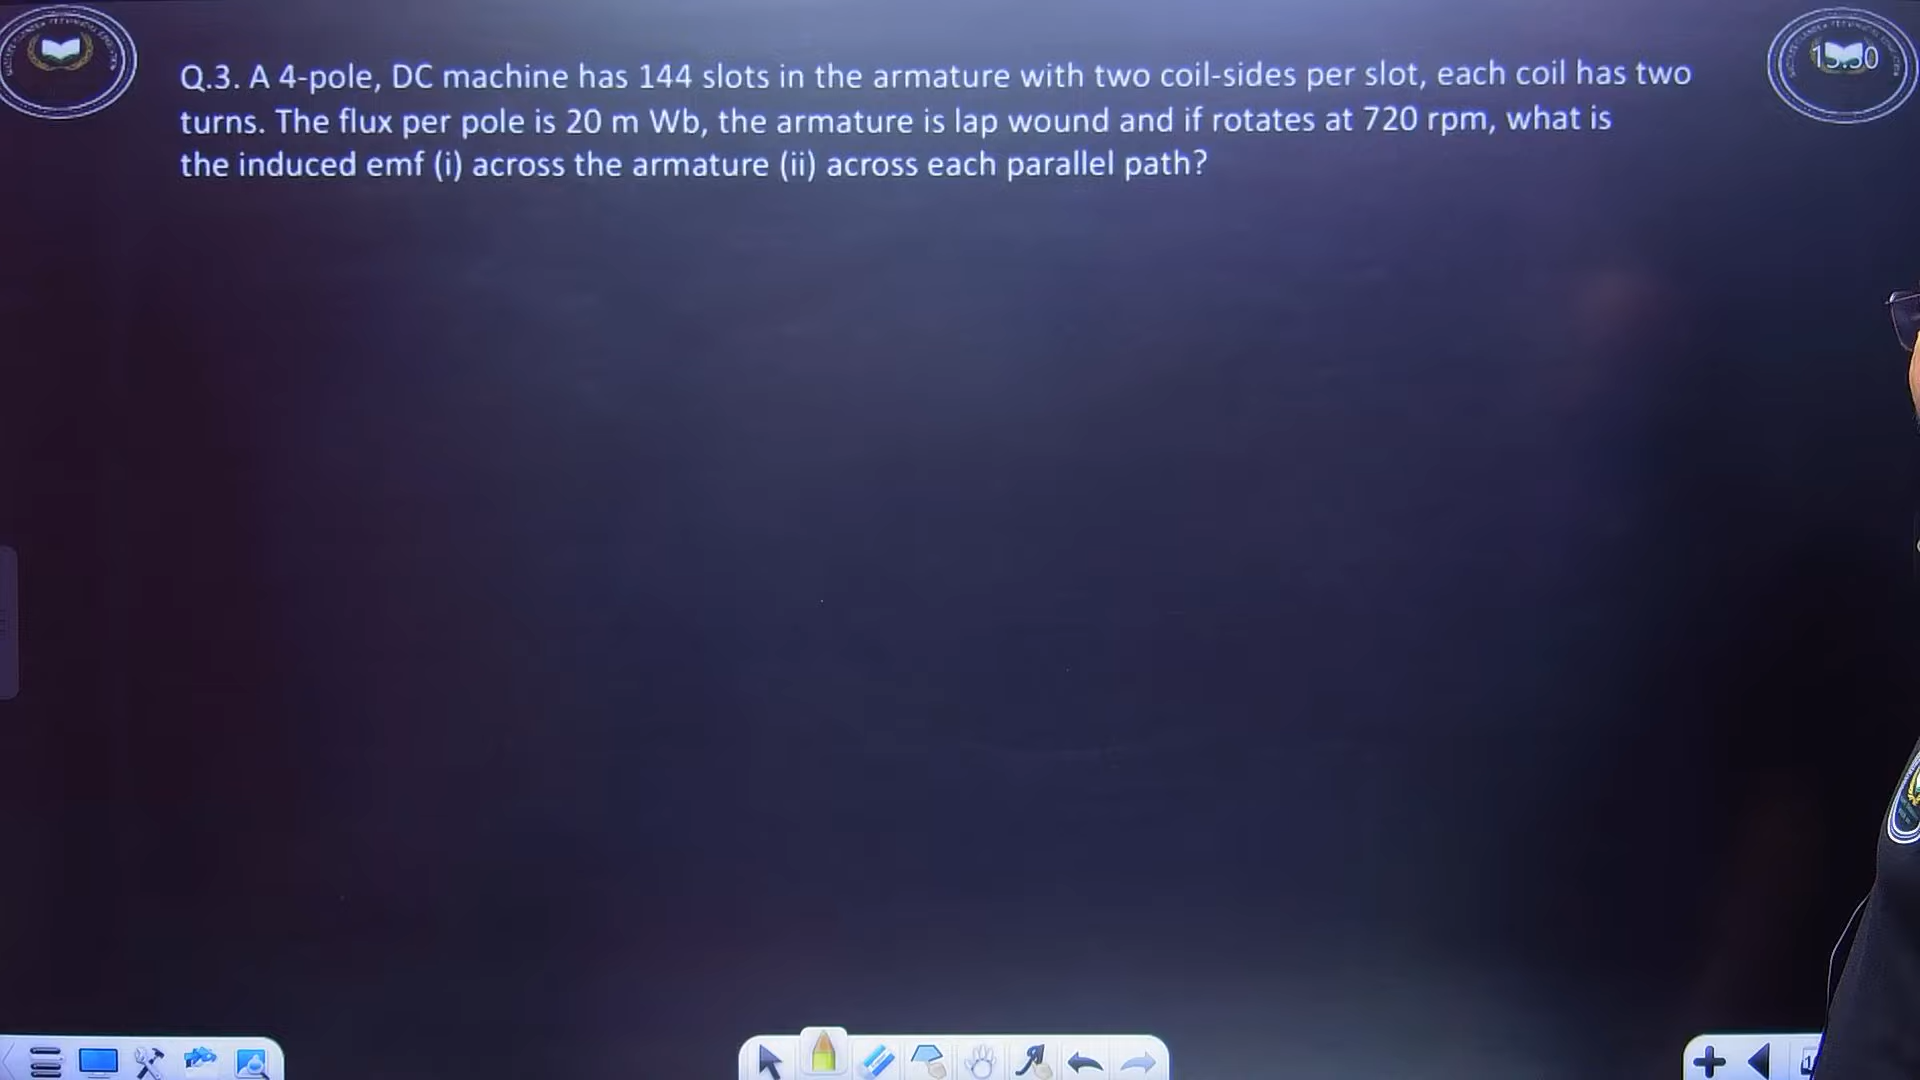 Q.3. A 4-pole, DC machine has 144 slots in the armature with two coil-sides per slot, each coil has two
turns. The flux per pole is 20 m Wb, the armature is lap wound and if rotates at 720 rpm, what is
the induced emf (i) across the armature (ii) across each parallel path?